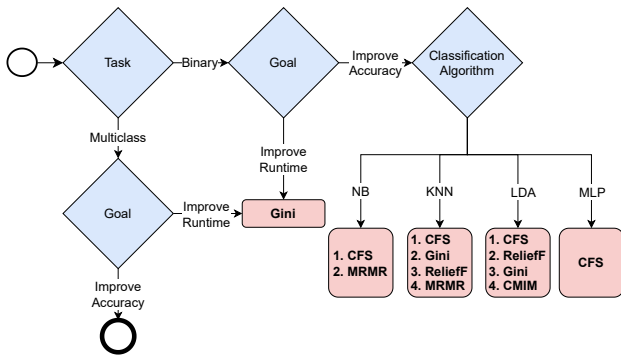 Task
Binary
Goal
Improve
Accuracy
Classification
Algorithm
Multiclass
Improve
Runtime
Goal
Improve
Runtime
Gini
Improve
Accuracy
NB
KNN
LDA
MLP
1. CFS
2. MRMR
1. CFS
2. Gini
3. ReliefF
4. MRMR
1. CFS
2. ReliefF
3. Gini
4. CMIM
CFS